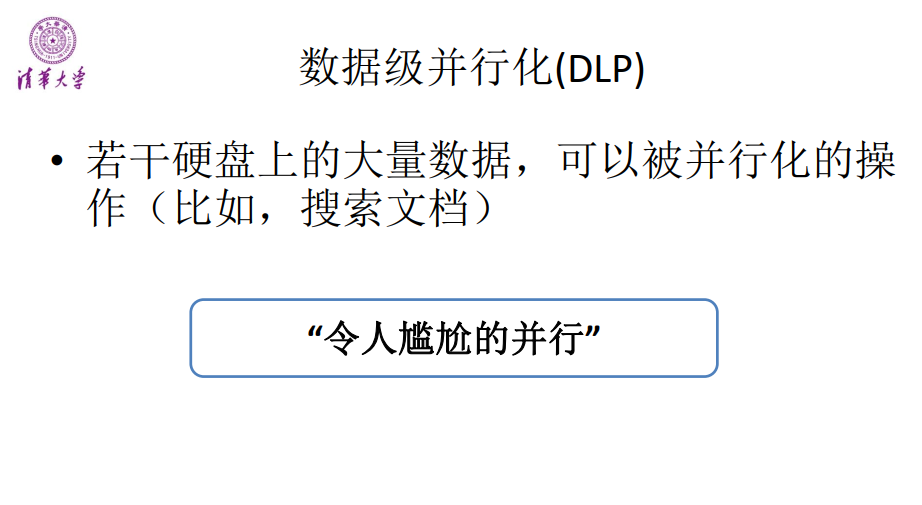 清华大学
数据级并行化(DLP)
• 若干硬盘上的大量数据，可以被并行化的操
作（比如，搜索文档）
“令人尴尬的并行”